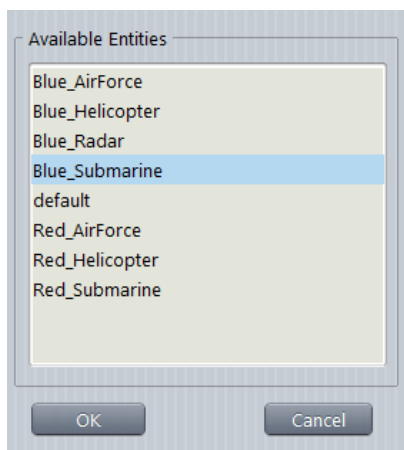 Available Entities
Blue_AirForce
Blue_Helicopter
Blue_Radar
Blue_Submarine
default
Red_AirForce
Red_Helicopter
Red_Submarine
OK Cancel